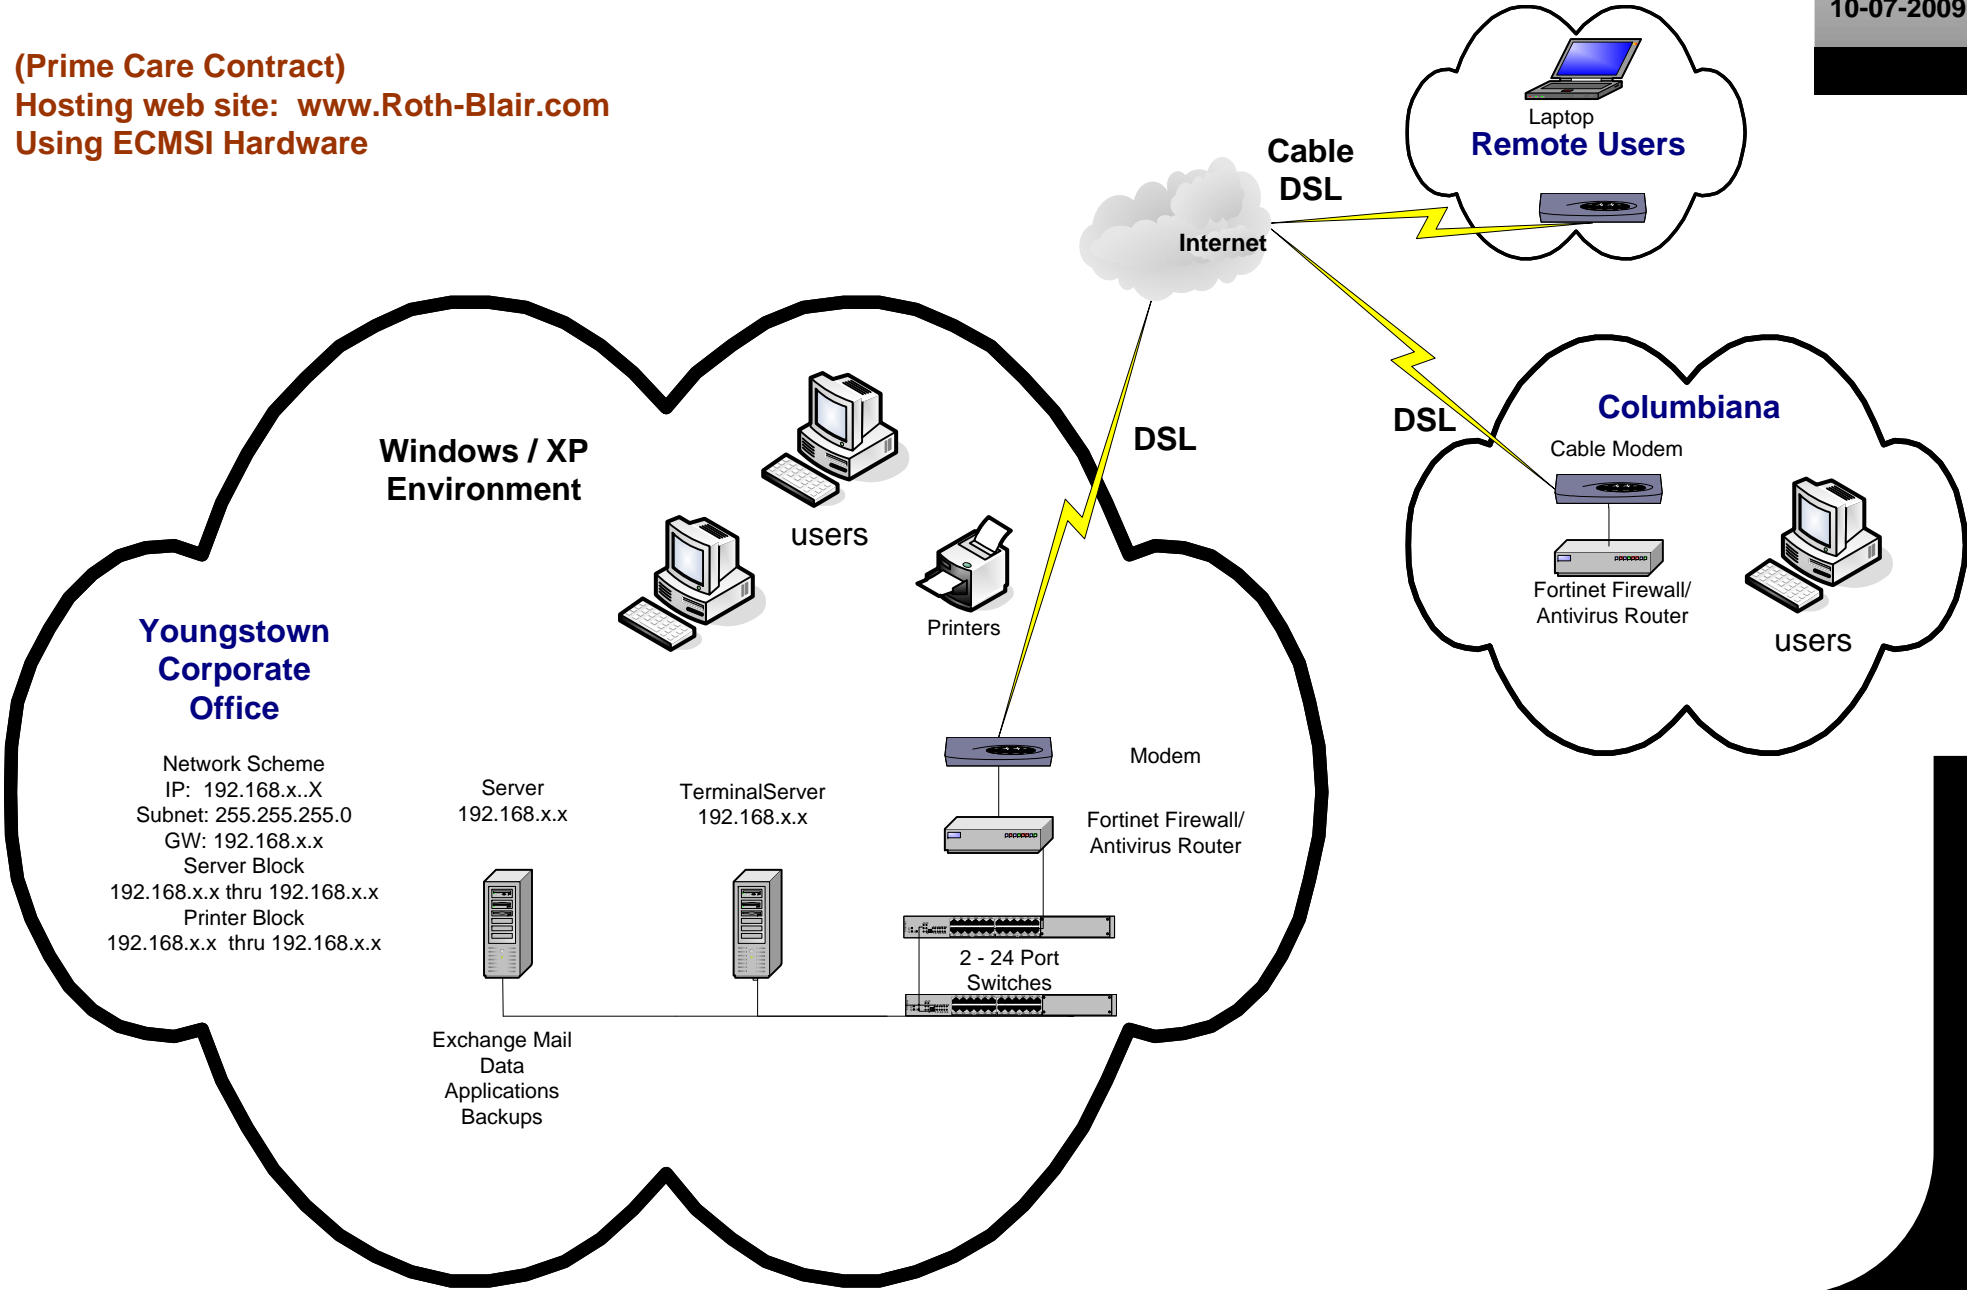 10-07-2009
(Prime Care Contract)
Hosting web site:  www.Roth-Blair.com
Using ECMSI Hardware
Laptop
Remote Users
Cable
DSL
Internet
DSL
DSL
Columbiana
Cable Modem
Fortinet Firewall/
Antivirus Router
users
Windows / XP
Environment
users
Printers
Youngstown
Corporate
Office
Network Scheme
IP:  192.168.x..X
Subnet: 255.255.255.0
GW: 192.168.x.x
Server Block
192.168.x.x thru 192.168.x.x
Printer Block
192.168.x.x  thru 192.168.x.x
Server
192.168.x.x
TerminalServer
192.168.x.x
Modem
Fortinet Firewall/
Antivirus Router
2 - 24 Port
Switches
Exchange Mail
Data
Applications
Backups